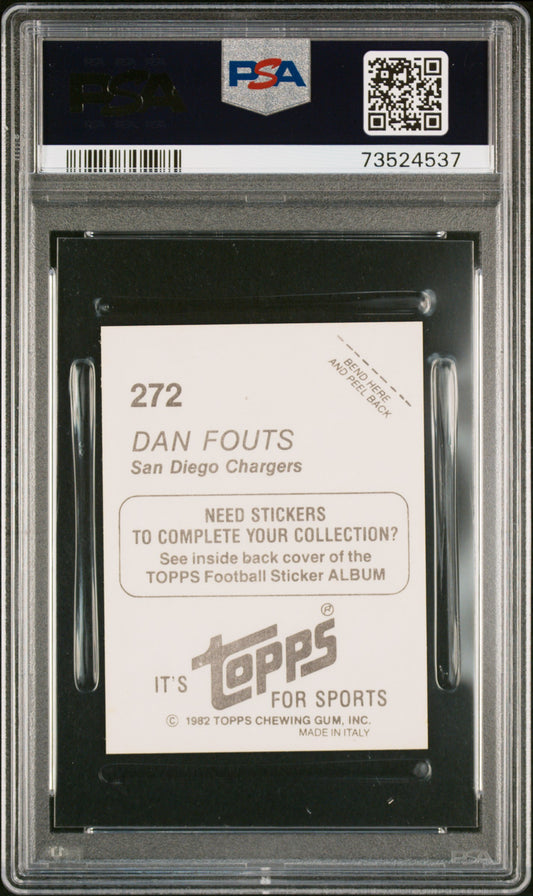 PSA
PSA
73524537
BEND HERE
AND PEEL BACK
272
DAN FOUTS
San Diego Chargers
NEED STICKERS
TO COMPLETE YOUR COLLECTION?
See inside back cover of the
TOPPS Football Sticker ALBUM
IT'S topps® FOR SPORTS
© 1982 TOPPS CHEWING GUM, INC.
MADE IN ITALY
PSA